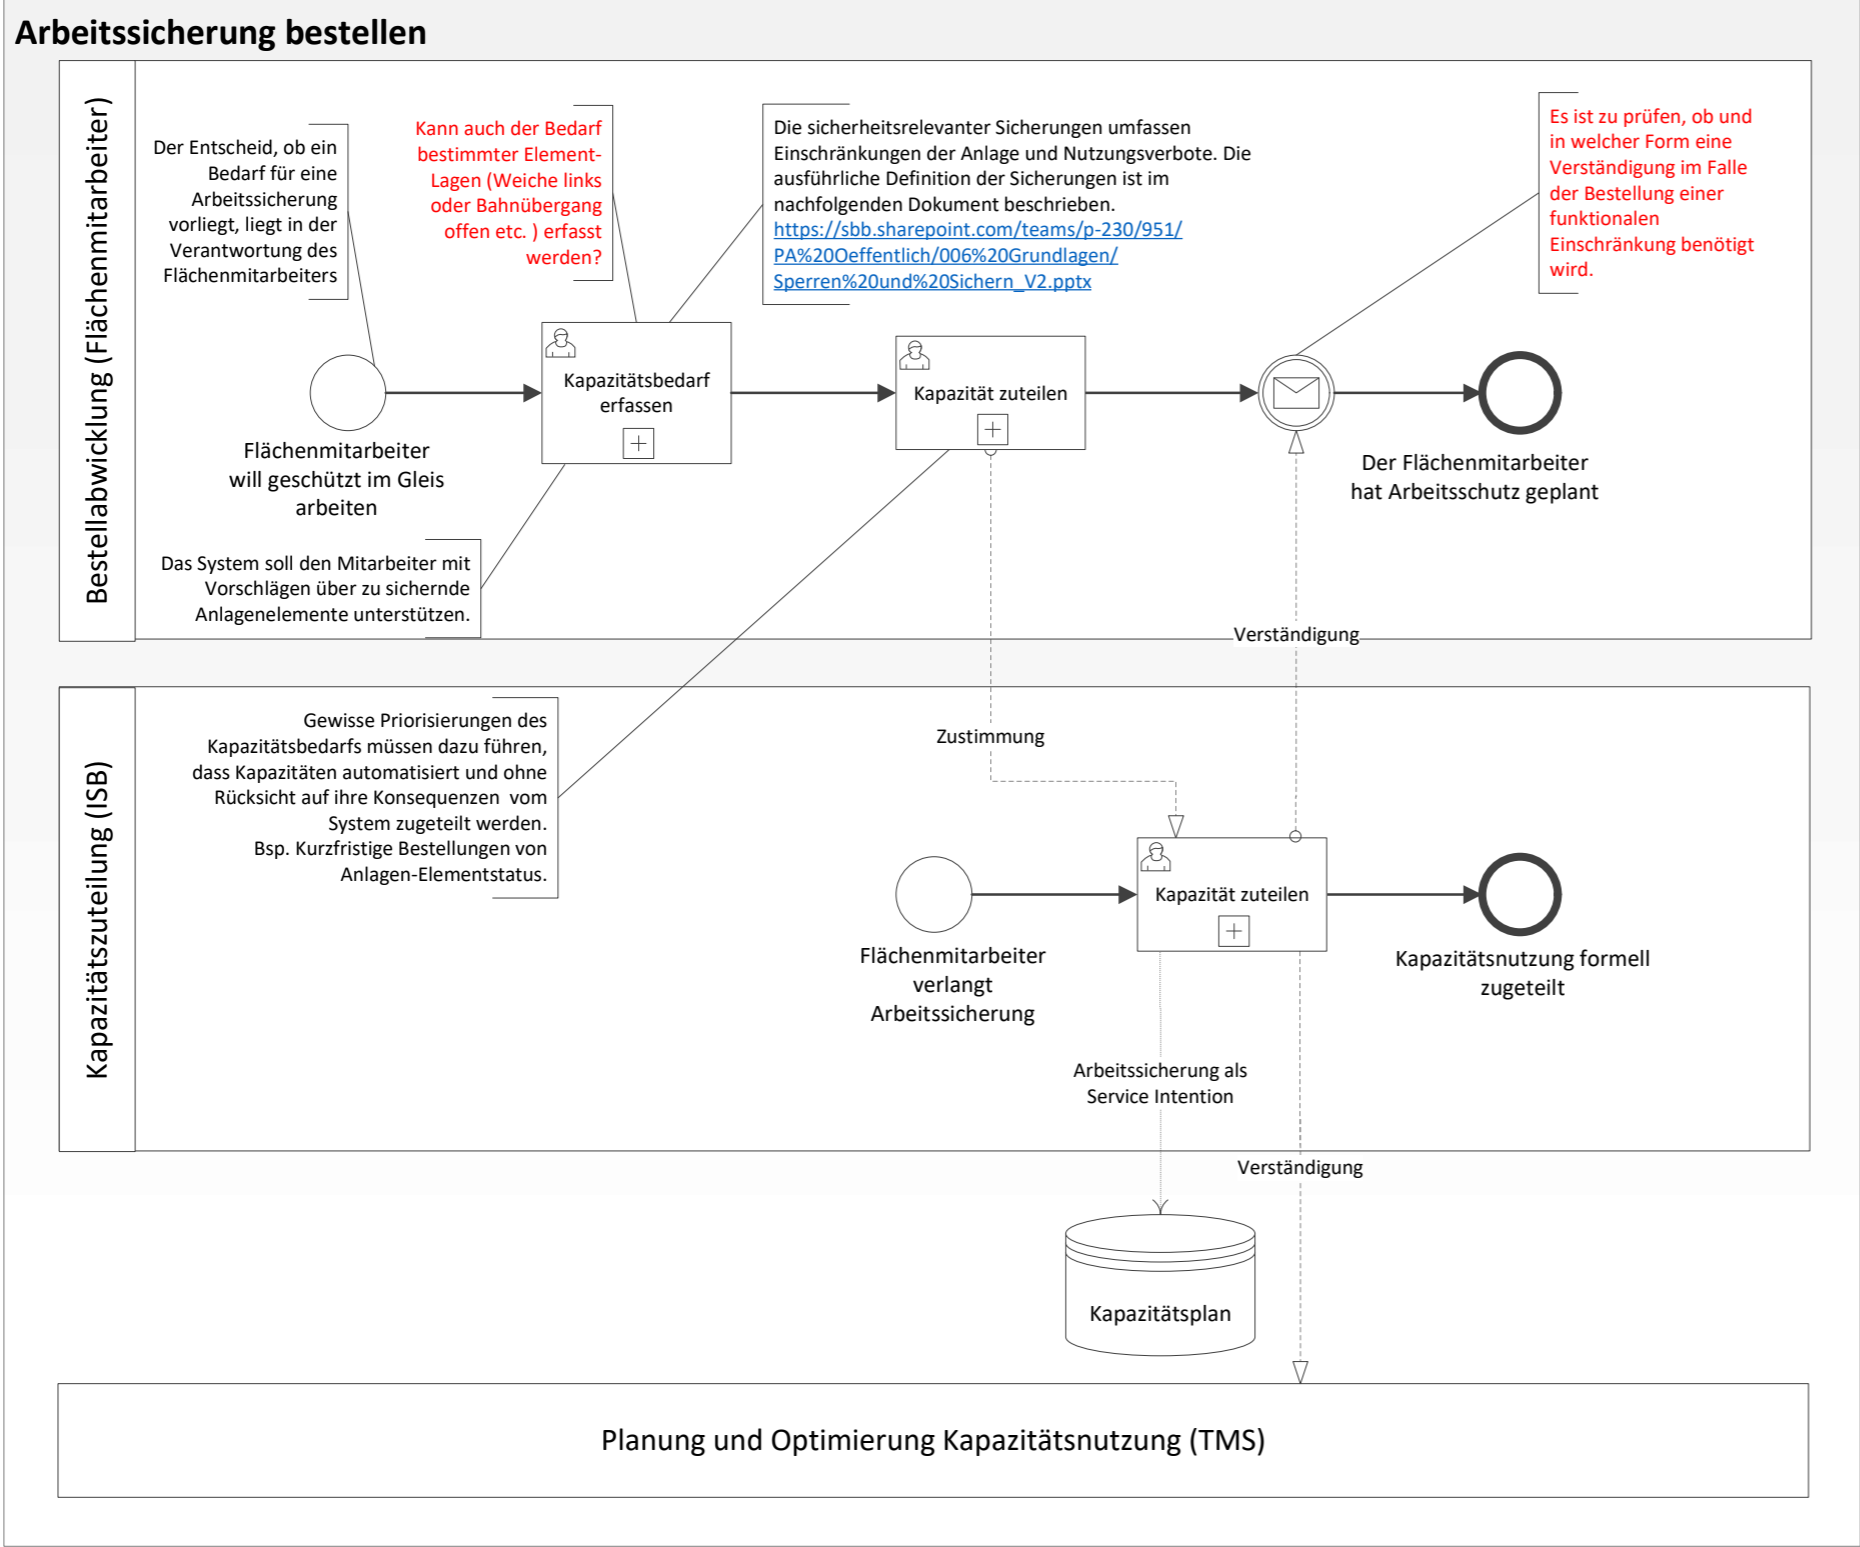 Arbeitssicherung bestellen
Bestellabwicklung (Flächenmitarbeiter)
Der Entscheid, ob ein
Bedarf für eine
Arbeitssicherung
vorliegt, liegt in der
Verantwortung des
Flächenmitarbeiters
Kann auch der Bedarf
bestimmter Element-
Lagen (Weiche links
oder Bahnübergang
offen etc. ) erfasst
werden?
Die sicherheitsrelevanter Sicherungen umfassen
Einschränkungen der Anlage und Nutzungsverbote. Die
ausführliche Definition der Sicherungen ist im
nachfolgenden Dokument beschrieben.
https://sbb.sharepoint.com/teams/p-230/951/
PA%20Oeffentlich/006%20Grundlagen/
Sperren%20und%20Sichern_V2.pptx
Es ist zu prüfen, ob und
in welcher Form eine
Verständigung im Falle
der Bestellung einer
funktionalen
Einschränkung benötigt
wird.
Flächenmitarbeiter
will geschützt im Gleis
arbeiten
Kapazitätsbedarf
erfassen
Kapazität zuteilen
Der Flächenmitarbeiter
hat Arbeitsschutz geplant
Das System soll den Mitarbeiter mit
Vorschlägen über zu sichernde
Anlagenelemente unterstützen.
Verständigung
Kapazitätszuteilung (ISB)
Gewisse Priorisierungen des
Kapazitätsbedarfs müssen dazu führen,
dass Kapazitäten automatisiert und ohne
Rücksicht auf ihre Konsequenzen  vom
System zugeteilt werden.
Bsp. Kurzfristige Bestellungen von
Anlagen-Elementstatus.
Zustimmung
Flächenmitarbeiter
verlangt
Arbeitssicherung
Kapazität zuteilen
Kapazitätsnutzung formell
zugeteilt
Arbeitssicherung als
Service Intention
Verständigung
Kapazitätsplan
Planung und Optimierung Kapazitätsnutzung (TMS)